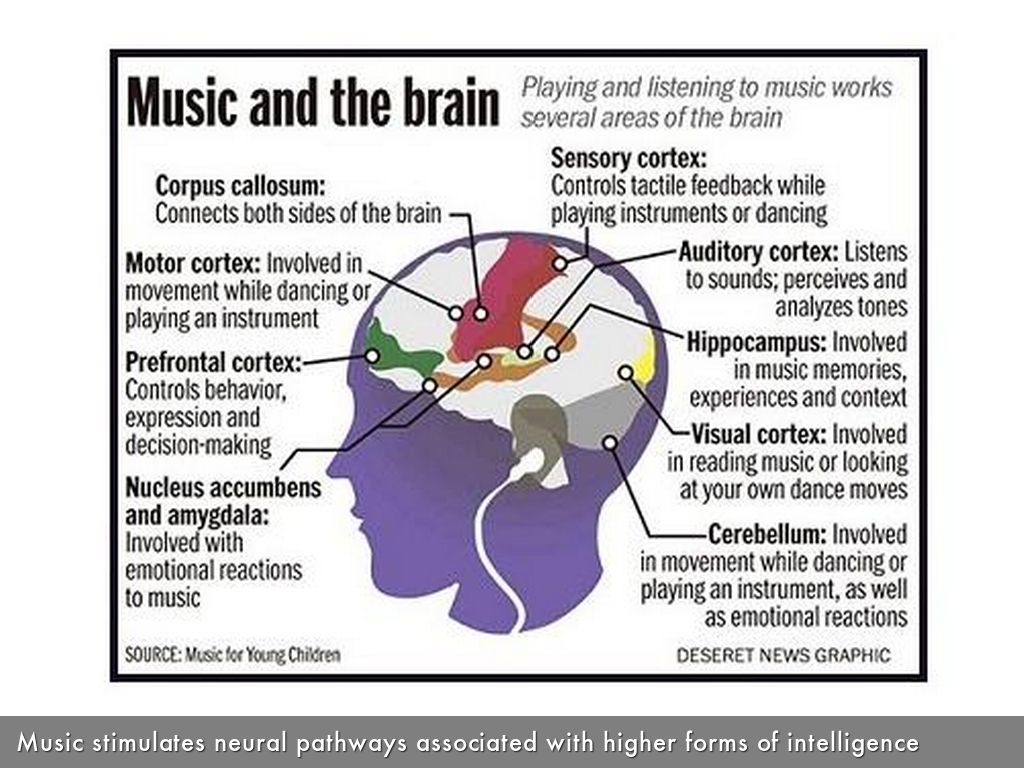 Music and the brain
Playing and listening to music works
several areas of the brain
Corpus callosum:
Connects both sides of the brain
Motor cortex: Involved in
movement while dancing or
playing an instrument
Prefrontal cortex:
Controls behavior,
expression and
decision-making
Nucleus accumbens
and amygdala:
Involved with
emotional reactions
to music
Sensory cortex:
Controls tactile feedback while
playing instruments or dancing
Auditory cortex: Listens
to sounds; perceives and
analyzes tones
Hippocampus: Involved
in music memories,
experiences and context
Visual cortex: Involved
in reading music or looking
at your own dance moves
Cerebellum: Involved
in movement while dancing or
playing an instrument, as well
as emotional reactions
SOURCE: Music for Young Children
DESERET NEWS GRAPHIC
Music stimulates neural pathways associated with higher forms of intelligence